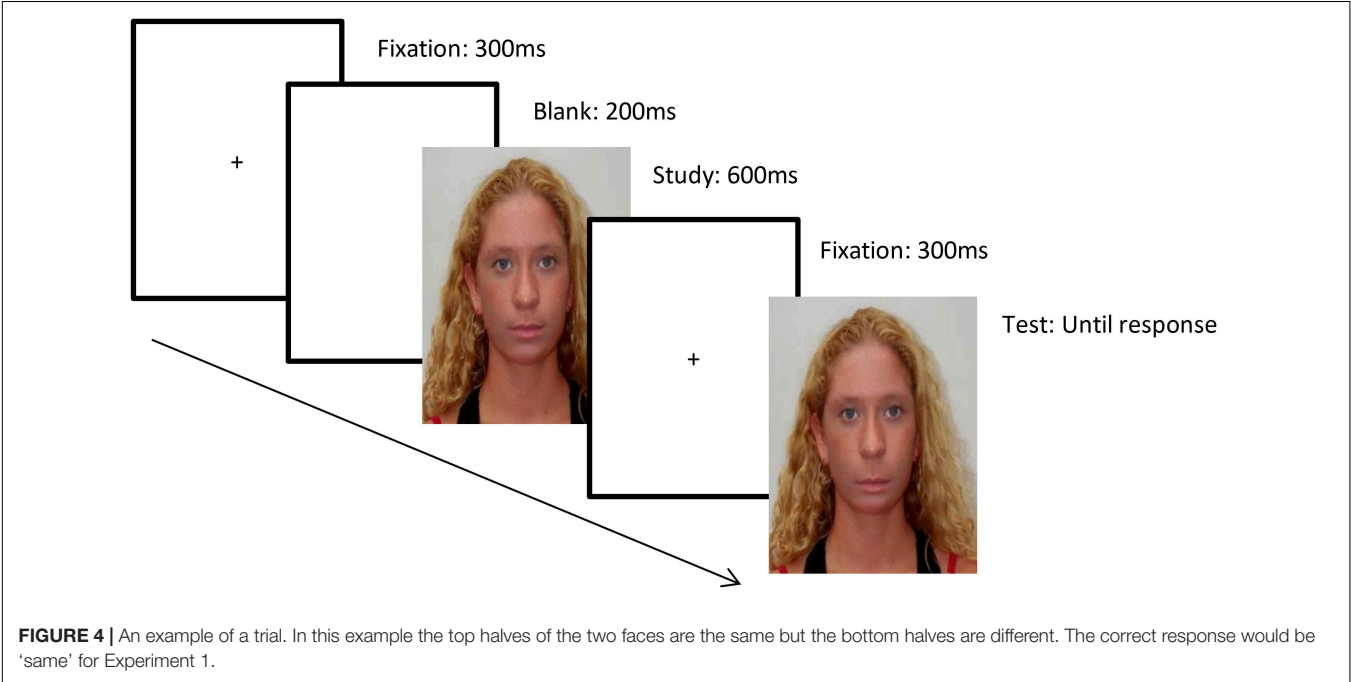 Fixation: 300ms
+
Blank: 200ms
Study: 600ms
Fixation: 300ms
+
Test: Until response
FIGURE 4 | An example of a trial. In this example the top halves of the two faces are the same but the bottom halves are different. The correct response would be
‘same’ for Experiment 1.